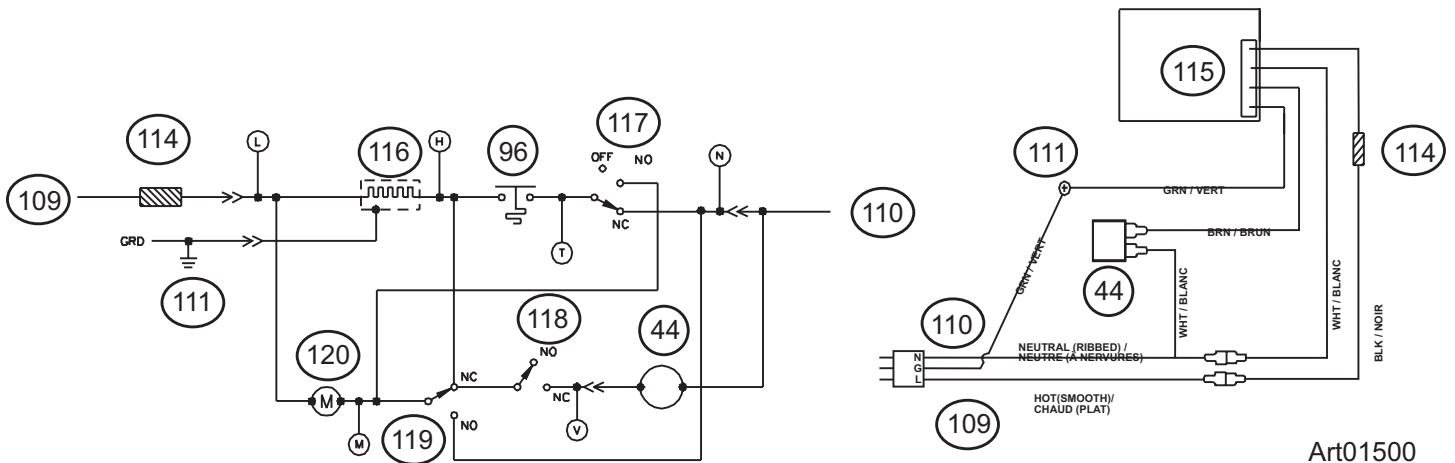 114
L
116
H
96
117
OFF
NO
N
109
NC
110
GRD
T
111
118
44
120
NO
NC
M
NC
M
119
NO
V
115
111
114
GRN / VERT
BRN / BRUN
GRN / VERT
44
WHT / BLANC
WHT / BLANC
BLK / NOIR
110
NEUTRAL (RIBBED) /
NEUTRE (À NERVURES)
N
G
L
HOT(SMOOTH)/
CHAUD (PLAT)
109
Art01500